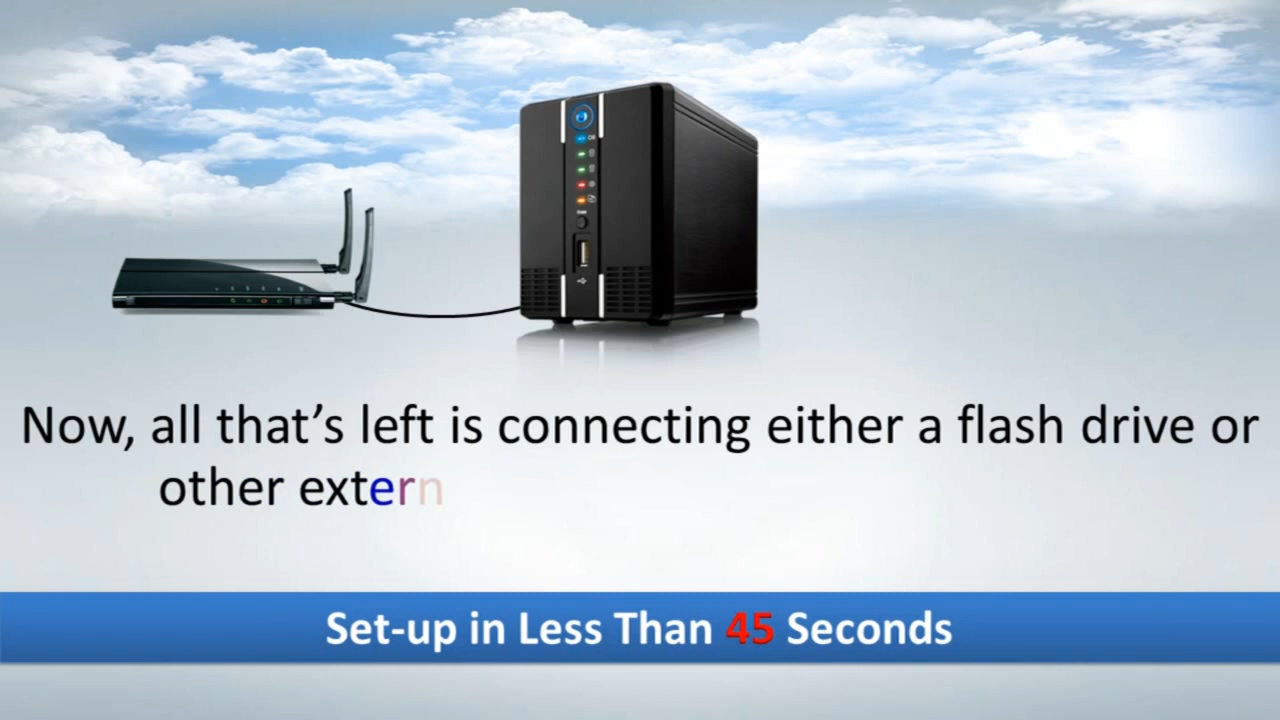 Now, all that’s left is connecting either a flash drive or
other extern
Set-up in Less Than 45 Seconds